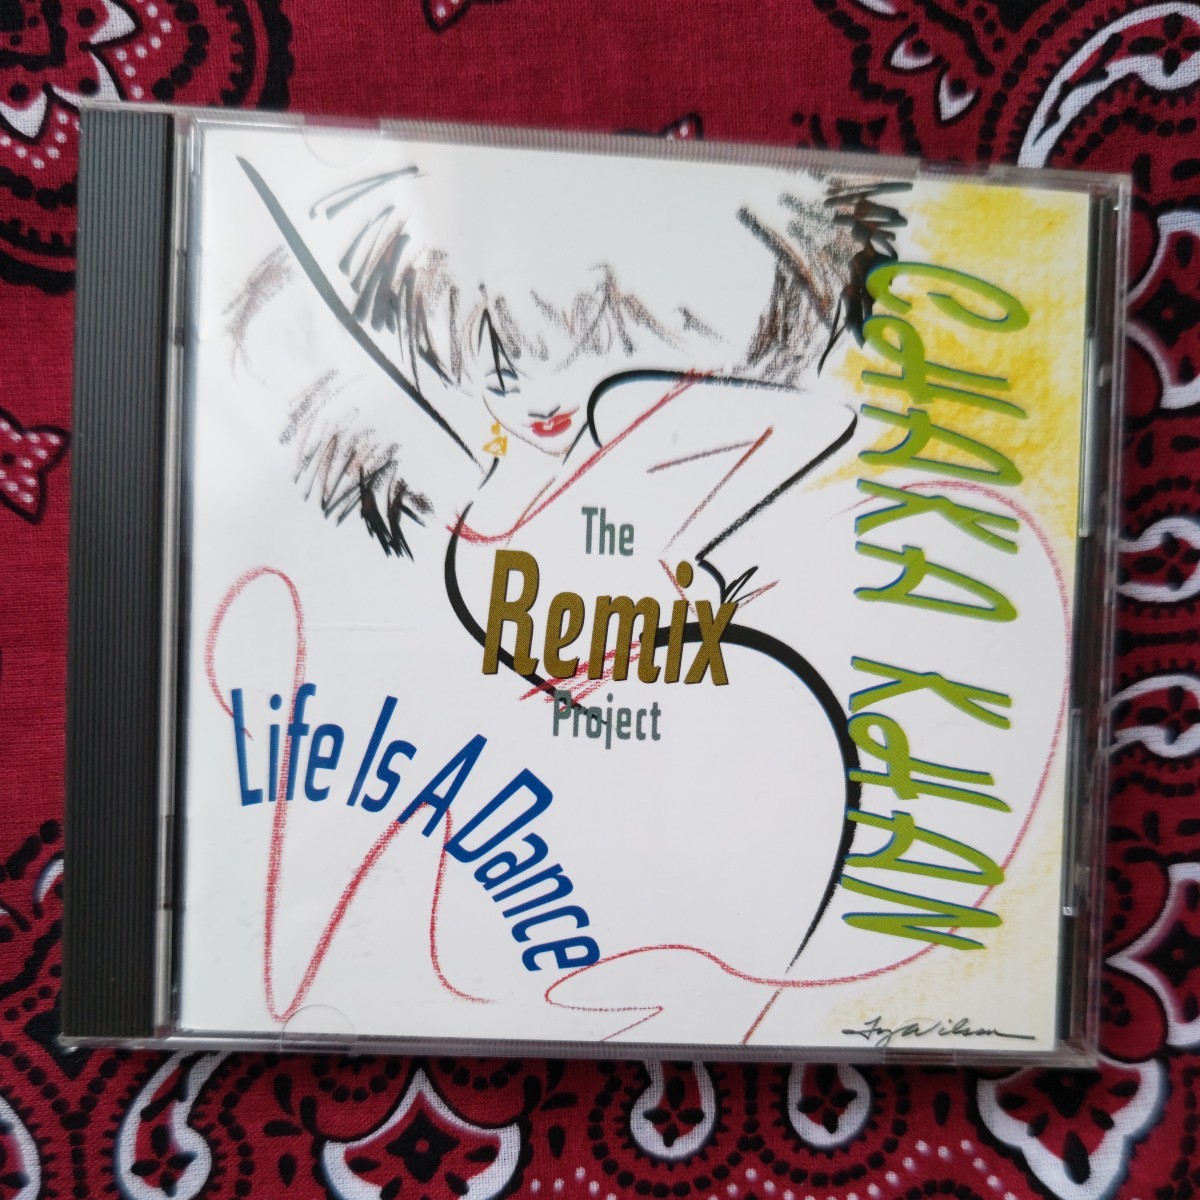 CHAKA KHAN
The
Remix
Project
Life Is A Dance